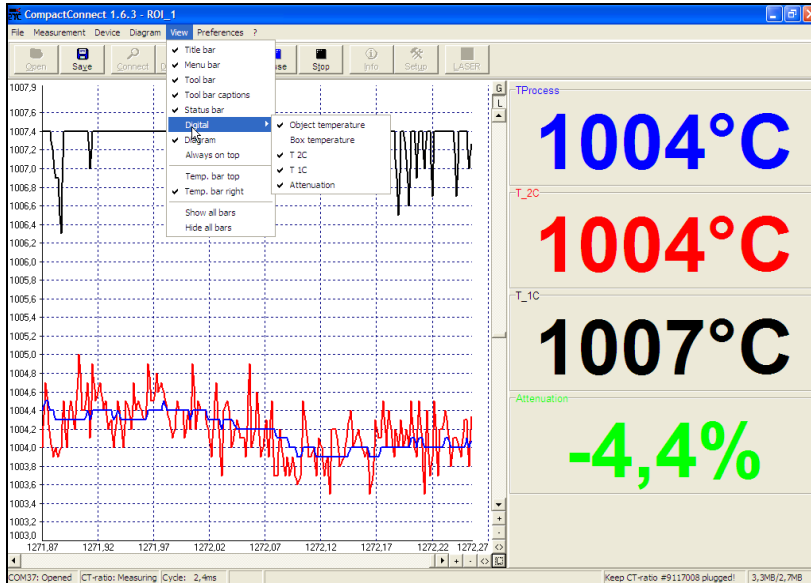 CompactConnect 1.6.3 - ROI_1
File Measurement Device Diagram View Preferences ?
Open Save Connect Stop Info Setup LASER
Title bar
Menu bar
Tool bar
Tool bar captions
Status bar
Digital
Diagram
Always on top
Temp. bar top
Temp. bar right
Show all bars
Hide all bars
Object temperature
Box temperature
T 2C
T 1C
Attenuation
1007,9
1007,6
1007,4
1007,2
1007,0
1006,8
1006,6
1006,4
1006,2
1006,0
1005,8
1005,6
1005,4
1005,2
1005,0
1004,8
1004,6
1004,4
1004,2
1004,0
1003,8
1003,6
1003,4
1003,2
1003,0
1271,87 1271,92 1271,97 1272,02 1272,07 1272,12 1272,17 1272,22 1272,27
G
L
TProcess
1004°C
T_2C
1004°C
T_1C
1007°C
Attenuation
-4,4%
COM37: Opened CT-ratio: Measuring Cycle: 2,4ms Keep CT-ratio #9117008 plugged! 3,3MB/2,7MB